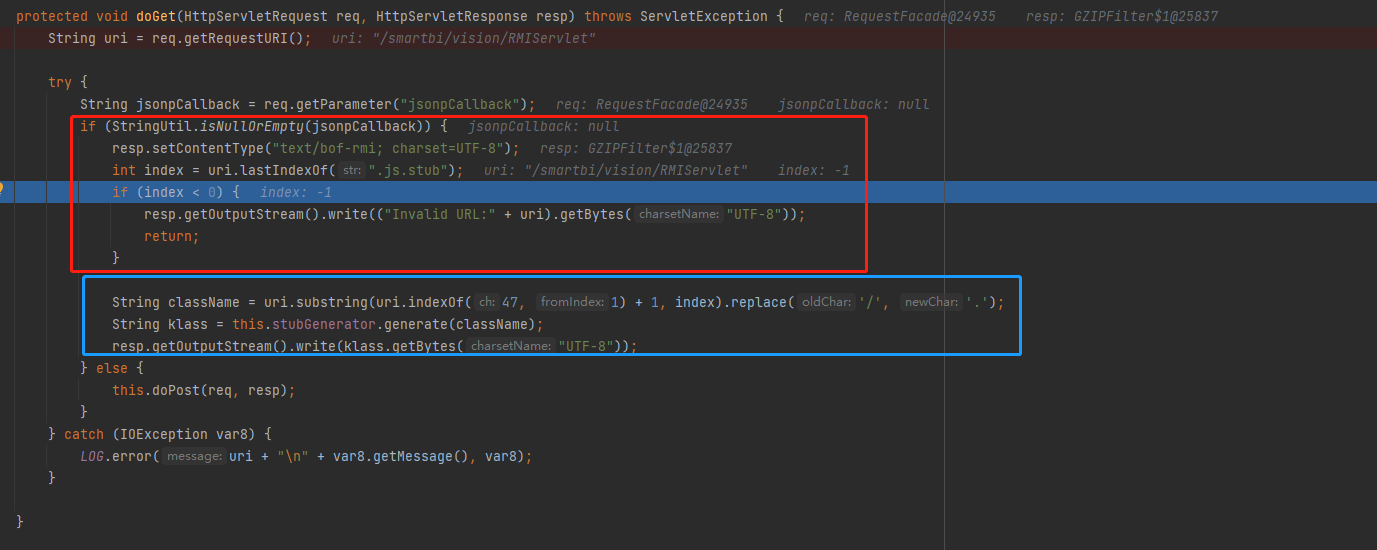 protected void doGet(HttpServletRequest req, HttpServletResponse resp) throws ServletException { req: RequestFacade@24935 resp: GZIPFilter$1@25837
String uri = req.getRequestURI(); uri: "/smartbi/vision/RMIServlet"
try {
String jsonpCallback = req.getParameter("jsonpCallback"); req: RequestFacade@24935 jsonpCallback: null
if (StringUtil.isNullOrEmpty(jsonpCallback)) { jsonpCallback: null
resp.setContentType("text/bof-rmi; charset=UTF-8"); resp: GZIPFilter$1@25837
int index = uri.lastIndexOf( str: ".js.stub"); uri: "/smartbi/vision/RMIServlet" index: -1
if (index < 0) { index: -1
resp.getOutputStream().write(("Invalid URL:" + uri).getBytes( charsetName: "UTF-8"));
return;
}
String className = uri.substring(uri.indexOf( ch: 47, fromIndex: 1) + 1, index).replace( oldChar: '/', newChar: '.');
String klass = this.stubGenerator.generate(className);
resp.getOutputStream().write(klass.getBytes( charsetName: "UTF-8"));
} else {
this.doPost(req, resp);
}
} catch (IOException var8) {
LOG.error( message: uri + "\n" + var8.getMessage(), var8);
}
}